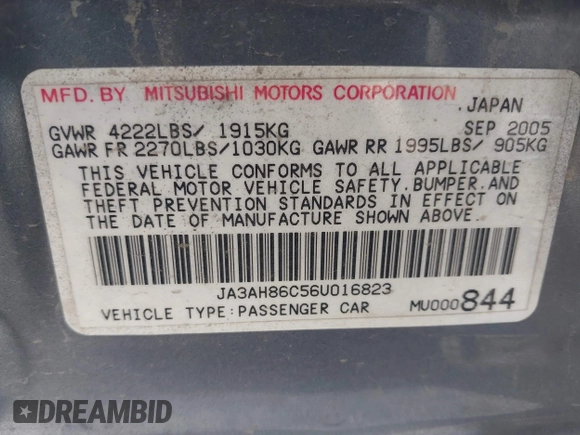 MFD. BY MITSUBISHI MOTORS CORPORATION
.JAPAN
GVWR 4222LBS/ 1915KG SEP 2005
GAWR FR 2270LBS/1030KG GAWR RR 1995LBS/ 905KG
THIS VEHICLE CONFORMS TO ALL APPLICABLE
FEDERAL MOTOR VEHICLE SAFETY.BUMPER.AND
THEFT PREVENTION STANDARDS IN EFFECT ON
THE DATE OF MANUFACTURE SHOWN ABOVE.
JA3AH86C56U016823
VEHICLE TYPE:PASSENGER CAR MU000844
DREAMBID